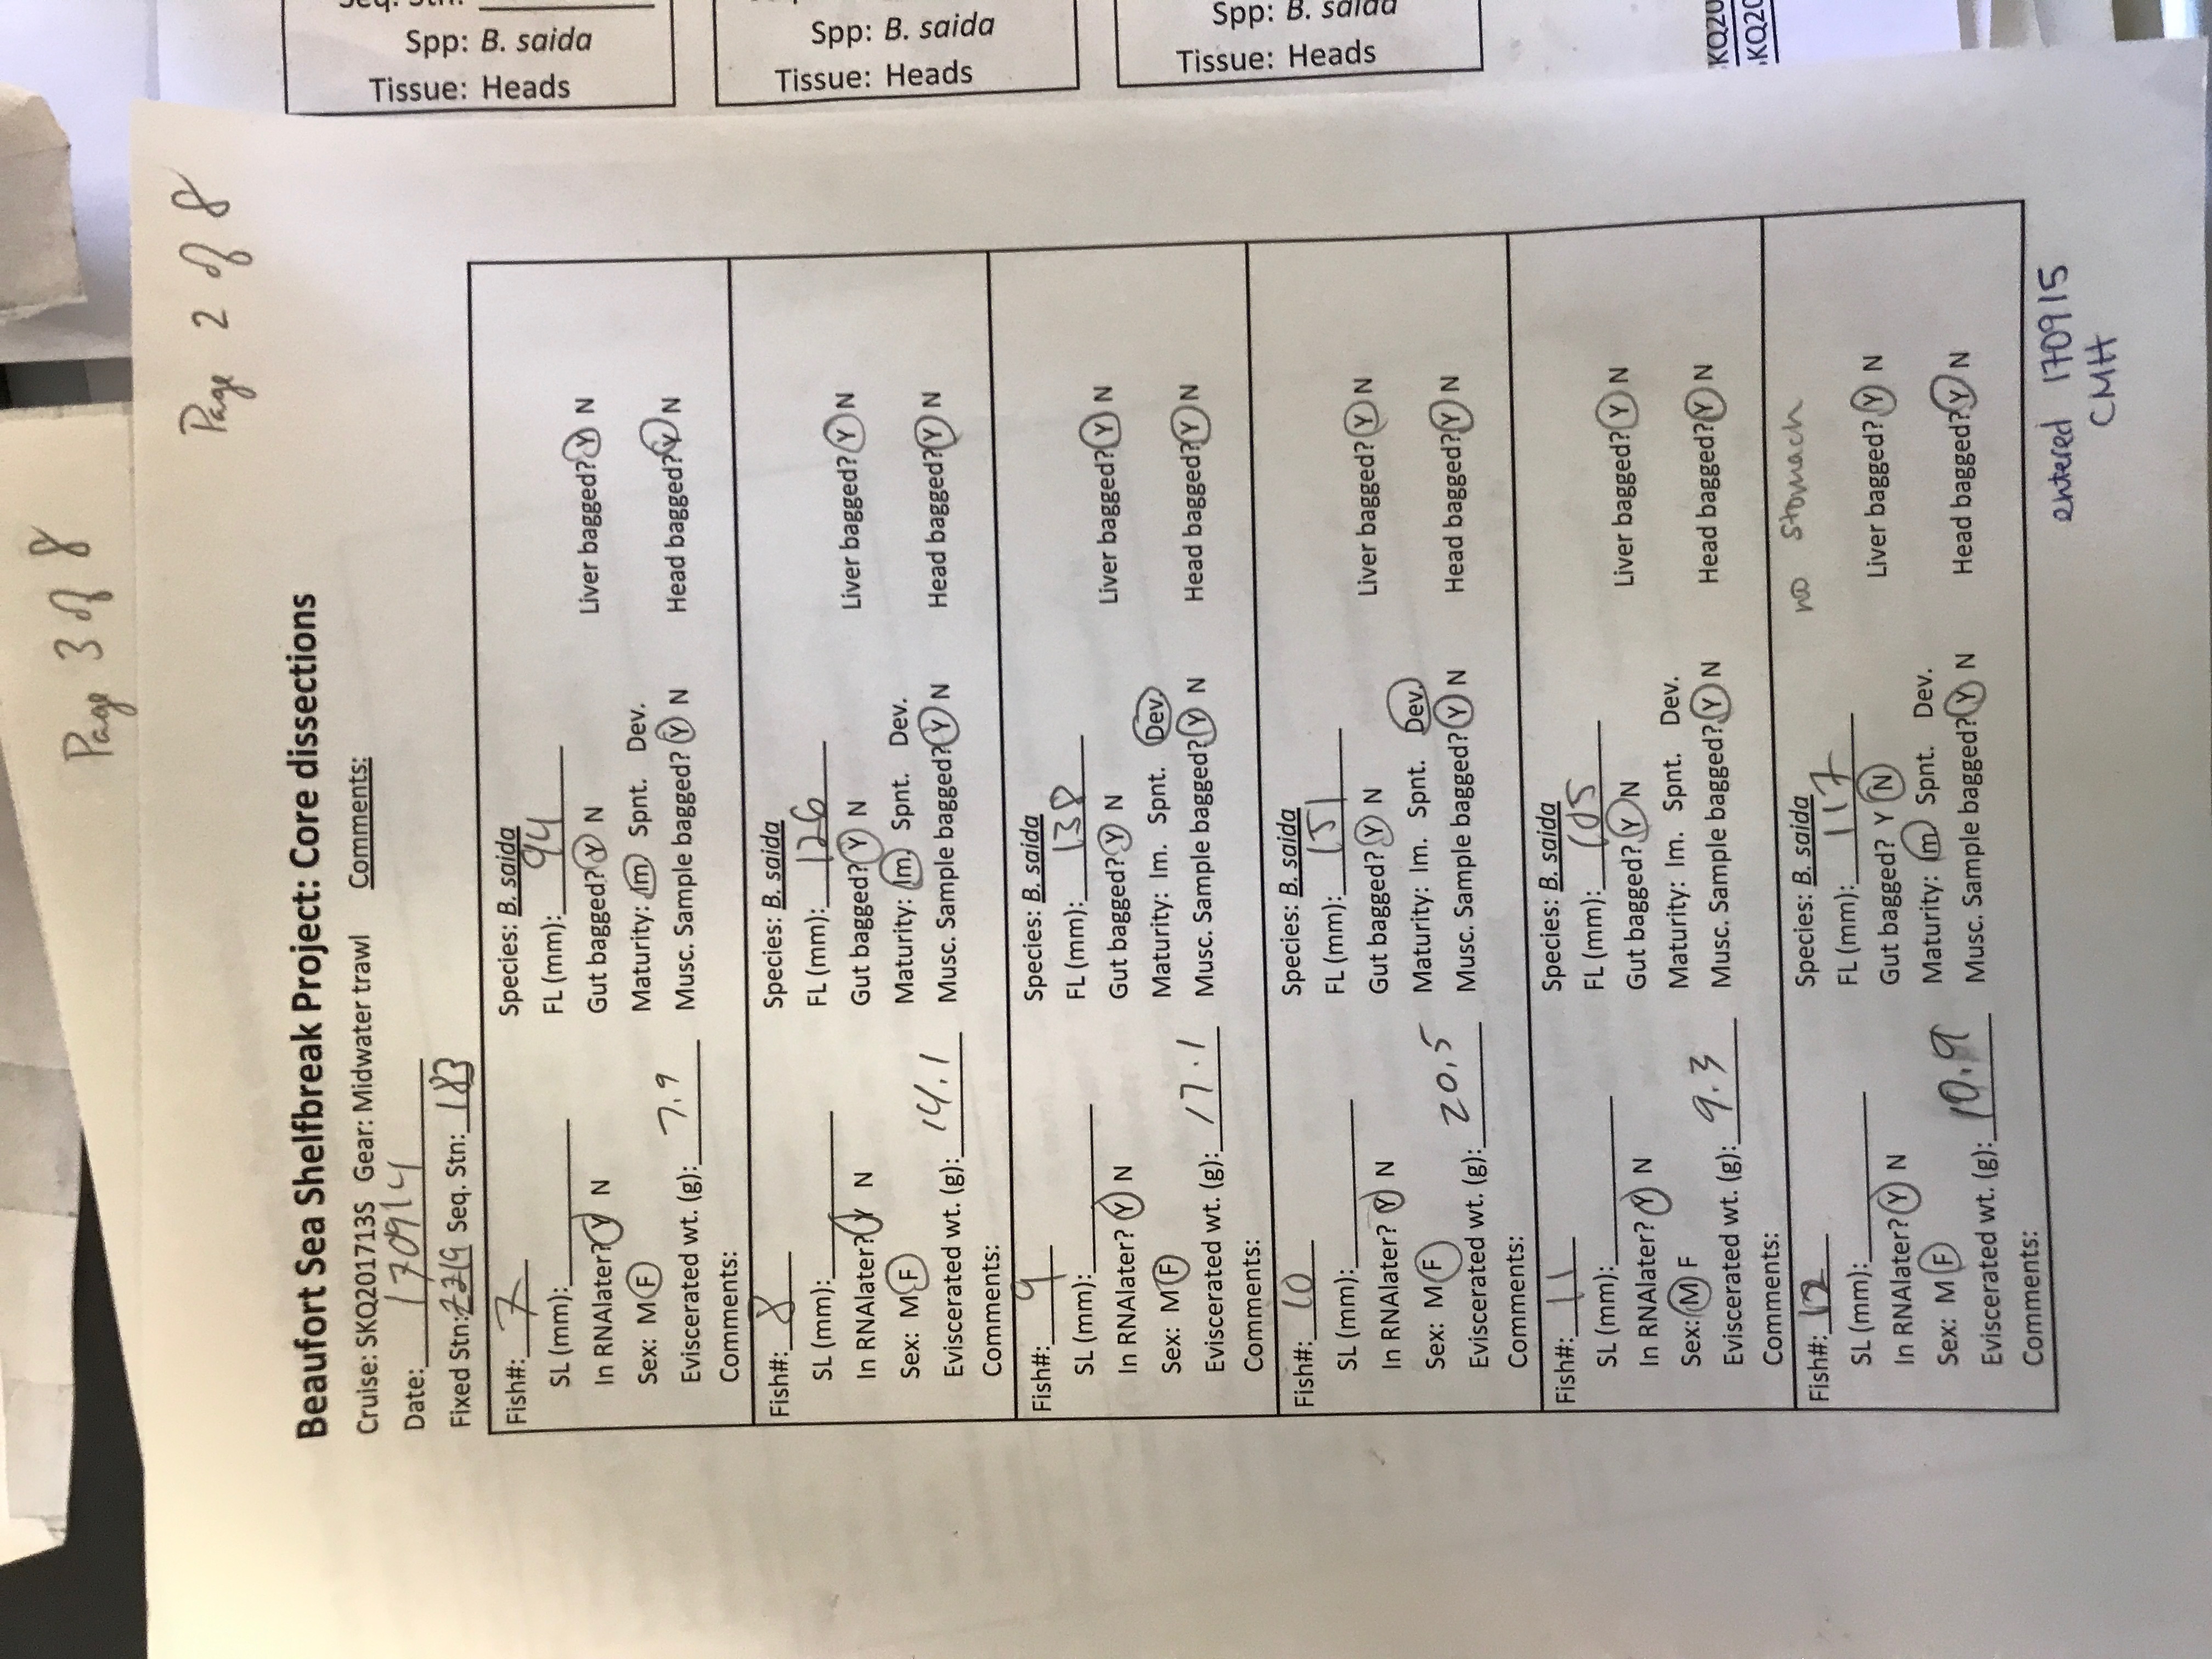 Page 3 of 8
Page 2 of 8
Beaufort Sea Shelfbreak Project: Core dissections
Cruise: SKQ201713S Gear: Midwater trawl Comments:
Date: 170914
Fixed Stn: Seq. Stn: 183
Fish#: 7 Species: B. saida
SL (mm): FL (mm): 94
In RNAlater? Y N Gut bagged? Y N Liver bagged? Y N
Sex: M F Maturity: Im Spnt. Dev.
Eviscerated wt. (g): 7.9 Musc. Sample bagged? Y N Head bagged? Y N
Comments:
Fish#: 8 Species: B. saida
SL (mm): FL (mm): 126
In RNAlater? Y N Gut bagged? Y N Liver bagged? Y N
Sex: M F Maturity: Im. Spnt. Dev.
Eviscerated wt. (g): 14.1 Musc. Sample bagged? Y N Head bagged? Y N
Comments:
Fish#: 9 Species: B. saida
SL (mm): FL (mm): 138
In RNAlater? Y N Gut bagged? Y N Liver bagged? Y N
Sex: M F Maturity: Im. Spnt. Dev.
Eviscerated wt. (g): 17.1 Musc. Sample bagged? Y N Head bagged? Y N
Comments:
Fish#: 10 Species: B. saida
SL (mm): FL (mm): 151
In RNAlater? Y N Gut bagged? Y N Liver bagged? Y N
Sex: M F Maturity: Im. Spnt. Dev.
Eviscerated wt. (g): 20.5 Musc. Sample bagged? Y N Head bagged? Y N
Comments:
Fish#: 11 Species: B. saida
SL (mm): FL (mm): 105
In RNAlater? Y N Gut bagged? Y N Liver bagged? Y N
Sex: M F Maturity: Im. Spnt. Dev.
Eviscerated wt. (g): 9.3 Musc. Sample bagged? Y N Head bagged? Y N
Comments:
Fish#: 12 Species: B. saida no stomach
SL (mm): FL (mm): 117
In RNAlater? Y N Gut bagged? Y N Liver bagged? Y N
Sex: M F Maturity: Im Spnt. Dev.
Eviscerated wt. (g): 10.9 Musc. Sample bagged? Y N Head bagged? Y N
Comments:
entered 170915
CMH
Spp: B. saida
Tissue: Heads
Spp: B. saida
Tissue: Heads
Spp: B. saida
Tissue: Heads
KQ20
KQ20